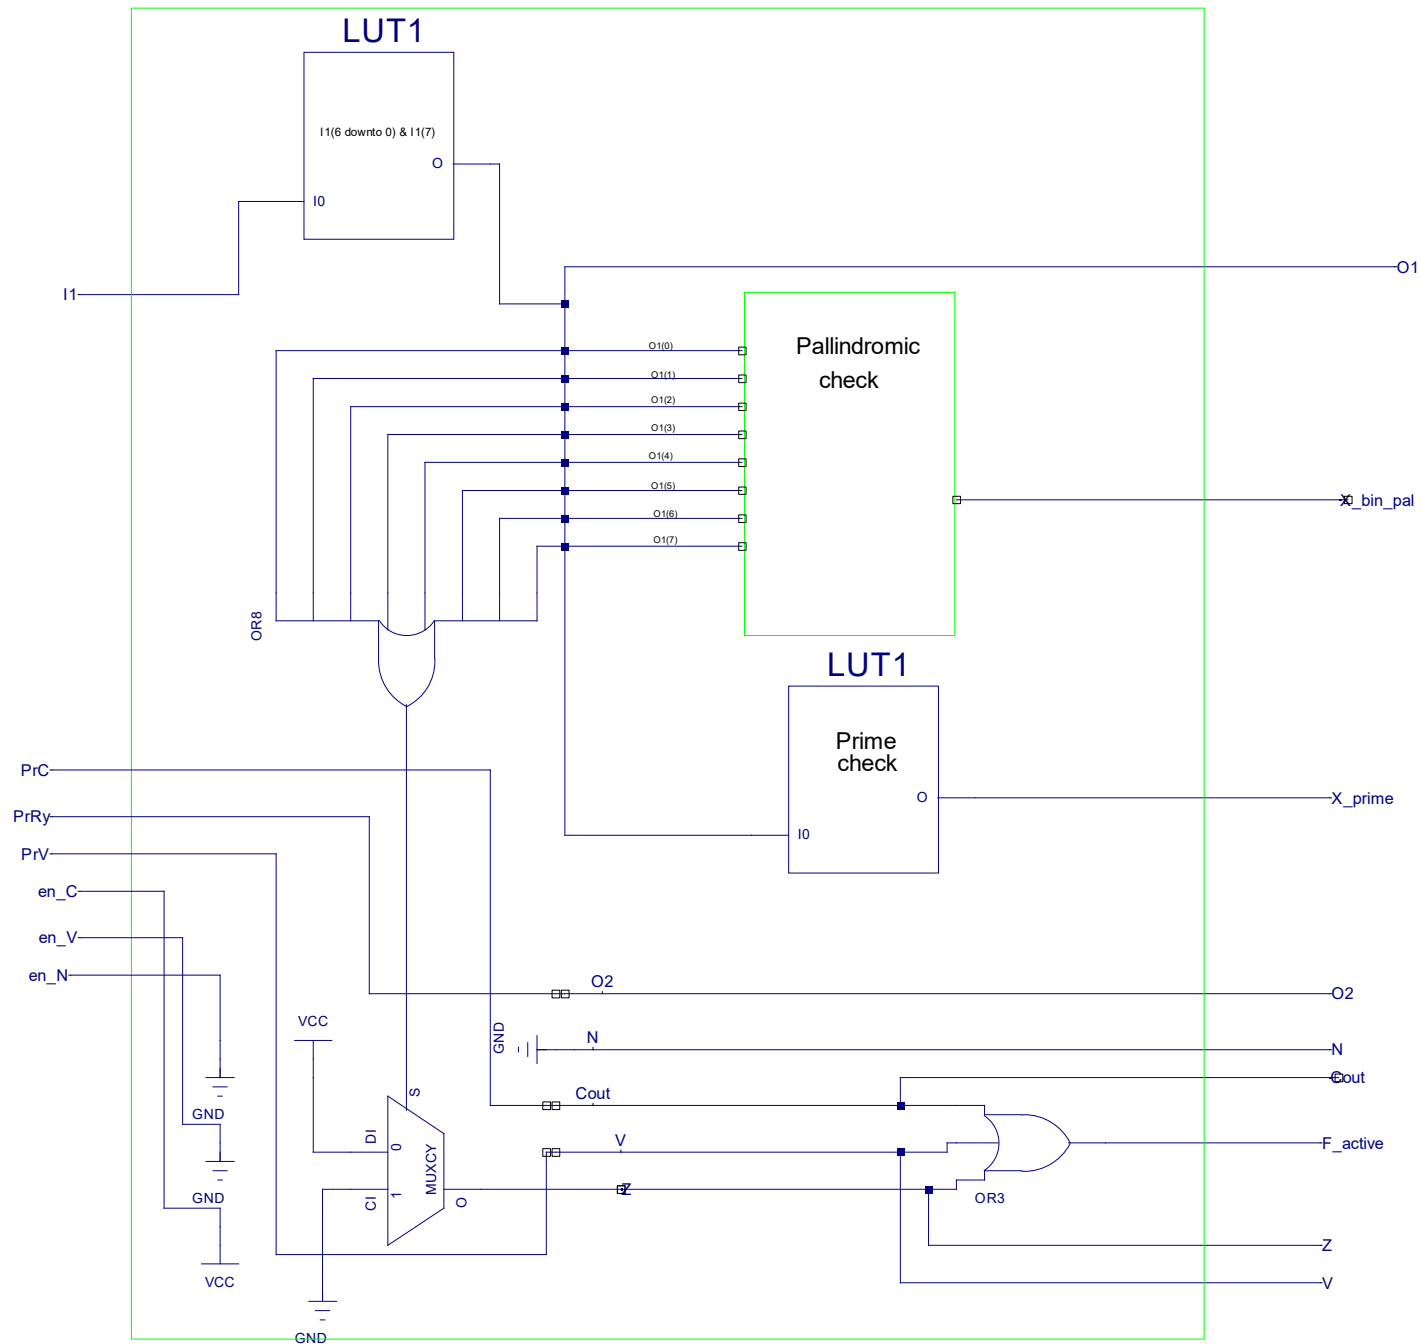 LUT1
I1(6 downto 0) & I1(7)
O
I0
I1
O1
O1(0)
O1(1)
O1(2)
O1(3)
O1(4)
O1(5)
O1(6)
O1(7)
Pallindromic
check
X_bin_pal
OR8
LUT1
Prime
check
O
I0
X_prime
PrC
PrRy
PrV
en_C
en_V
en_N
O2
O2
VCC
GND
N
N
GND
S
Cout
Cout
DI
0
V
F_active
GND
CI
1
MUXCY
O
Z
OR3
Z
VCC
V
GND